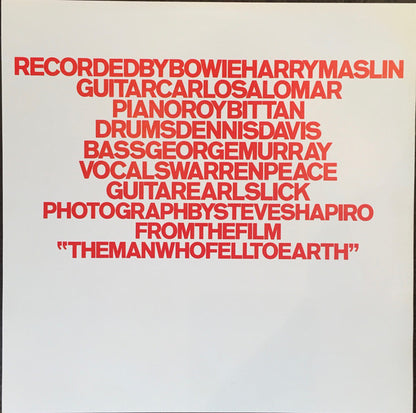 RECORDEDBYBOWIEHARRYMASLIN
GUITARCARLOSALOMAR
PIANOROYBITTAN
DRUMSDENNISDAVIS
BASSGEORGEMURRAY
VOCALSWARRENPEACE
GUITAREARLSLICK
PHOTOGRAPHBYSTEVESHAPIRO
FROMTHEFILM
“THEMANWHOFELLTOEARTH”